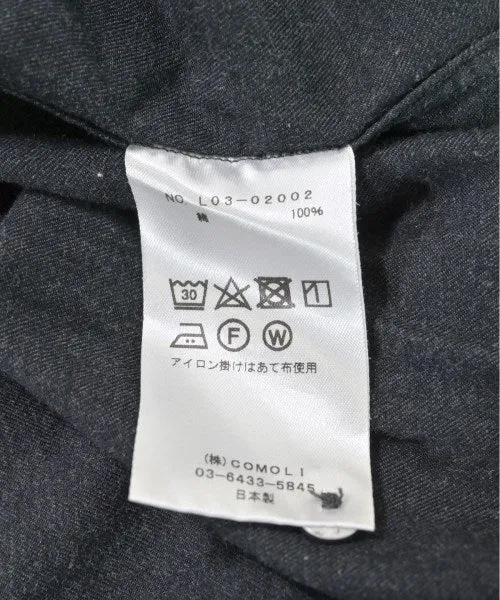 NO. L03-02002
綿 100%
30
F W
アイロン掛けはあて布使用
(株)COMOLI
03-6433-5845
日本製